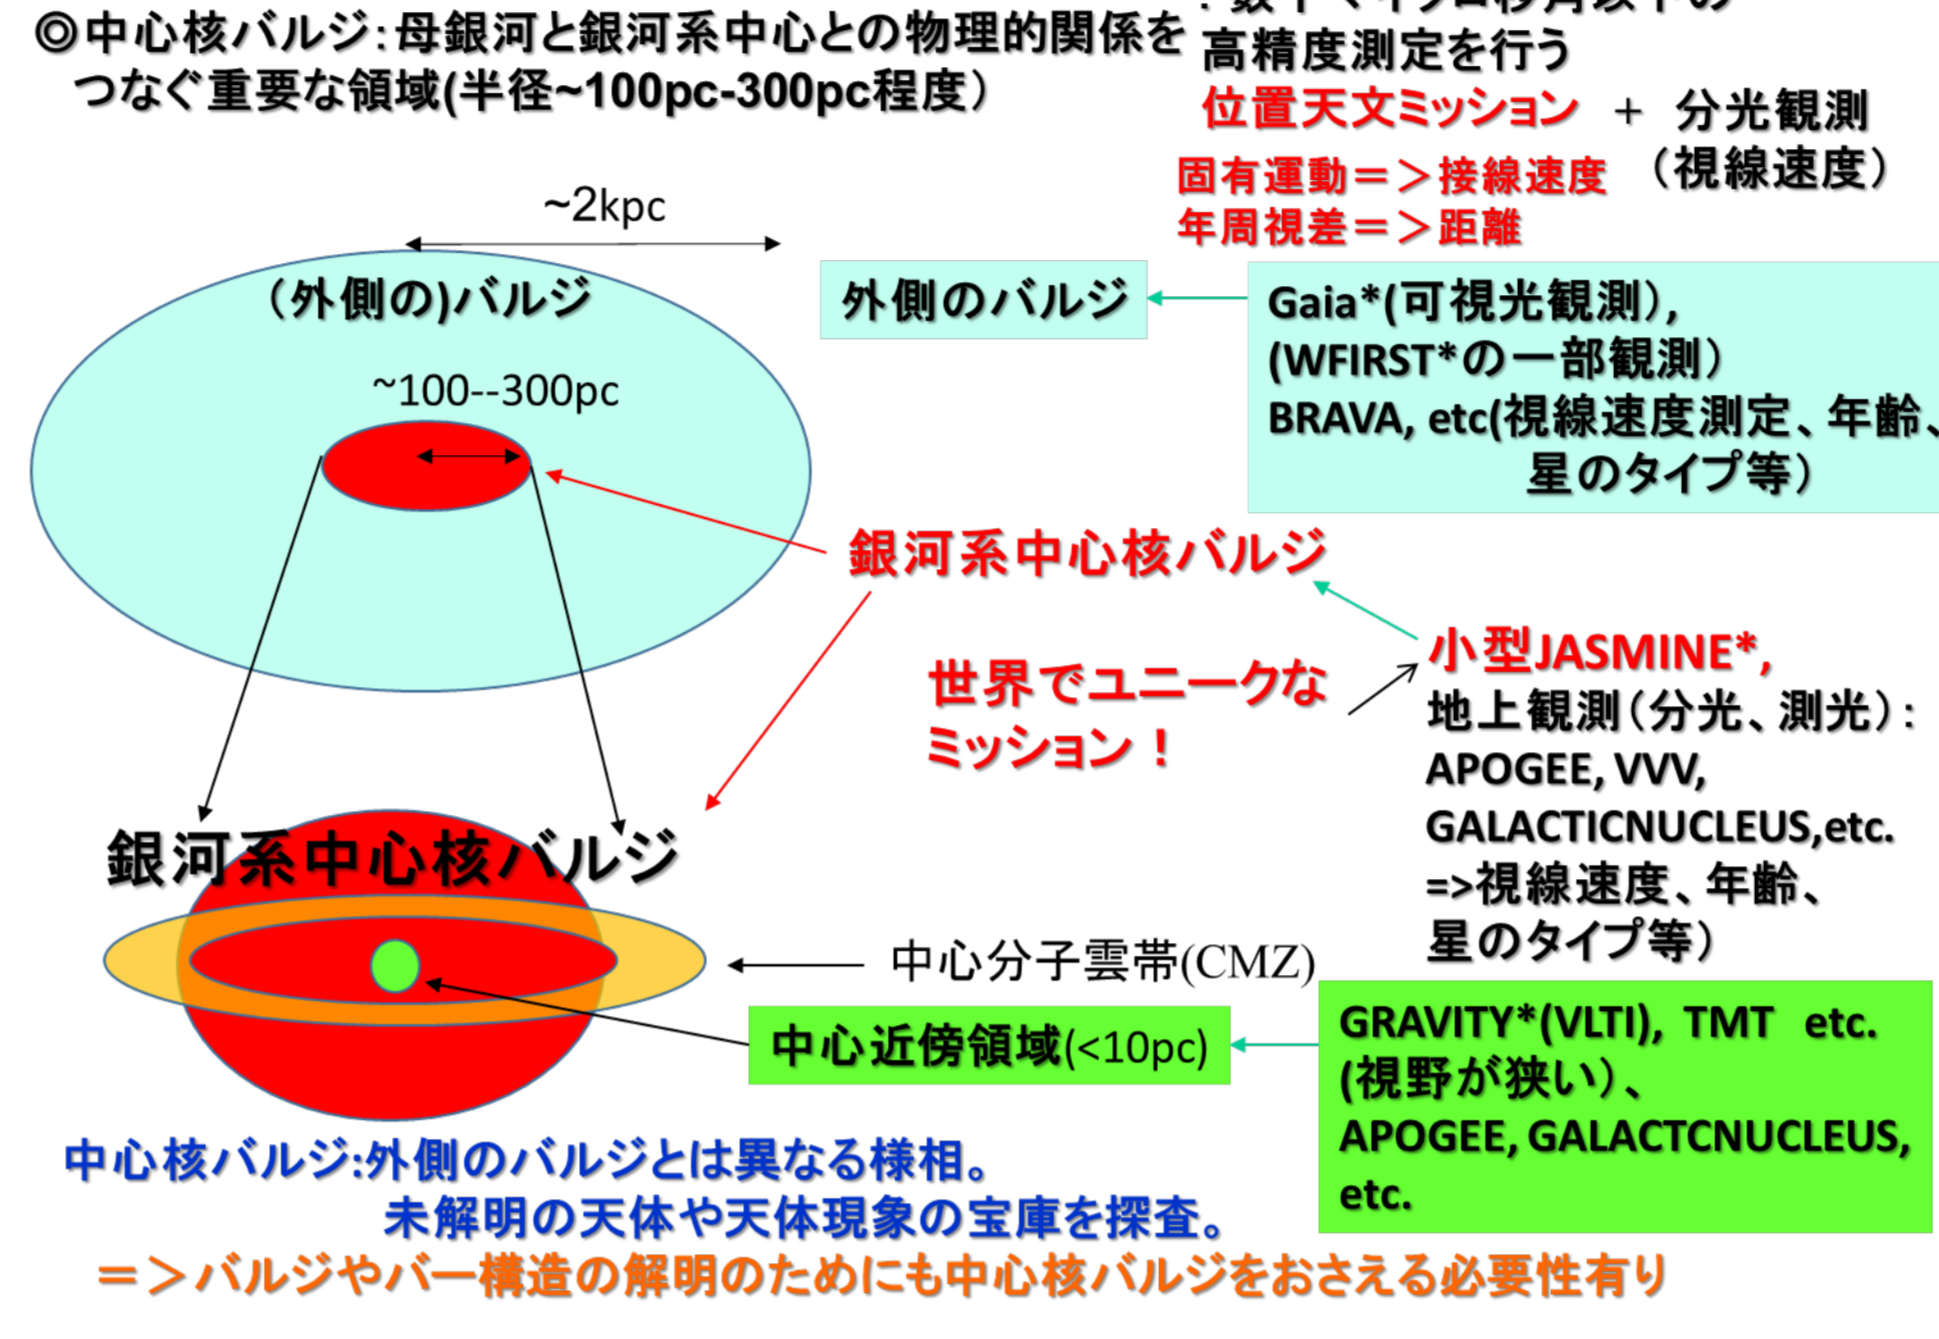 ◎中心核バルジ：母銀河と銀河系中心との物理的関係を
つなぐ重要な領域(半径~100pc-300pc程度）
高精度測定を行う
位置天文ミッション + 分光観測
（視線速度）
固有運動＝＞接線速度
年周視差＝＞距離
~2kpc
（外側の)バルジ
~100--300pc
外側のバルジ
Gaia*(可視光観測）,
(WFIRST*の一部観測）
BRAVA, etc(視線速度測定、年齢、
星のタイプ等）
銀河系中心核バルジ
世界でユニークな
ミッション！
小型JASMINE*,
地上観測（分光、測光）：
APOGEE, VVV,
GALACTICNUCLEUS,etc.
=>視線速度、年齢、
星のタイプ等）
銀河系中心核バルジ
中心分子雲帯(CMZ)
中心近傍領域(<10pc)
GRAVITY*(VLTI), TMT etc.
(視野が狭い）、
APOGEE, GALACTCNUCLEUS,
etc.
中心核バルジ:外側のバルジとは異なる様相。
未解明の天体や天体現象の宝庫を探査。
＝＞バルジやバー構造の解明のためにも中心核バルジをおさえる必要性有り